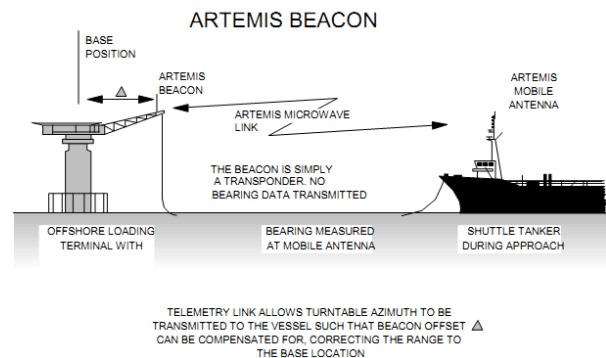 ARTEMIS BEACON
BASE
POSITION
ARTEMIS
BEACON
ARTEMIS MICROWAVE
LINK
ARTEMIS
MOBILE
ANTENNA
THE BEACON IS SIMPLY
A TRANSPONDER. NO
BEARING DATA TRANSMITTED
OFFSHORE LOADING
TERMINAL WITH
BEARING MEASURED
AT MOBILE ANTENNA
SHUTTLE TANKER
DURING APPROACH
TELEMETRY LINK ALLOWS TURNTABLE AZIMUTH TO BE
TRANSMITTED TO THE VESSEL SUCH THAT BEACON OFFSET
CAN BE COMPENSATED FOR, CORRECTING THE RANGE TO
THE BASE LOCATION